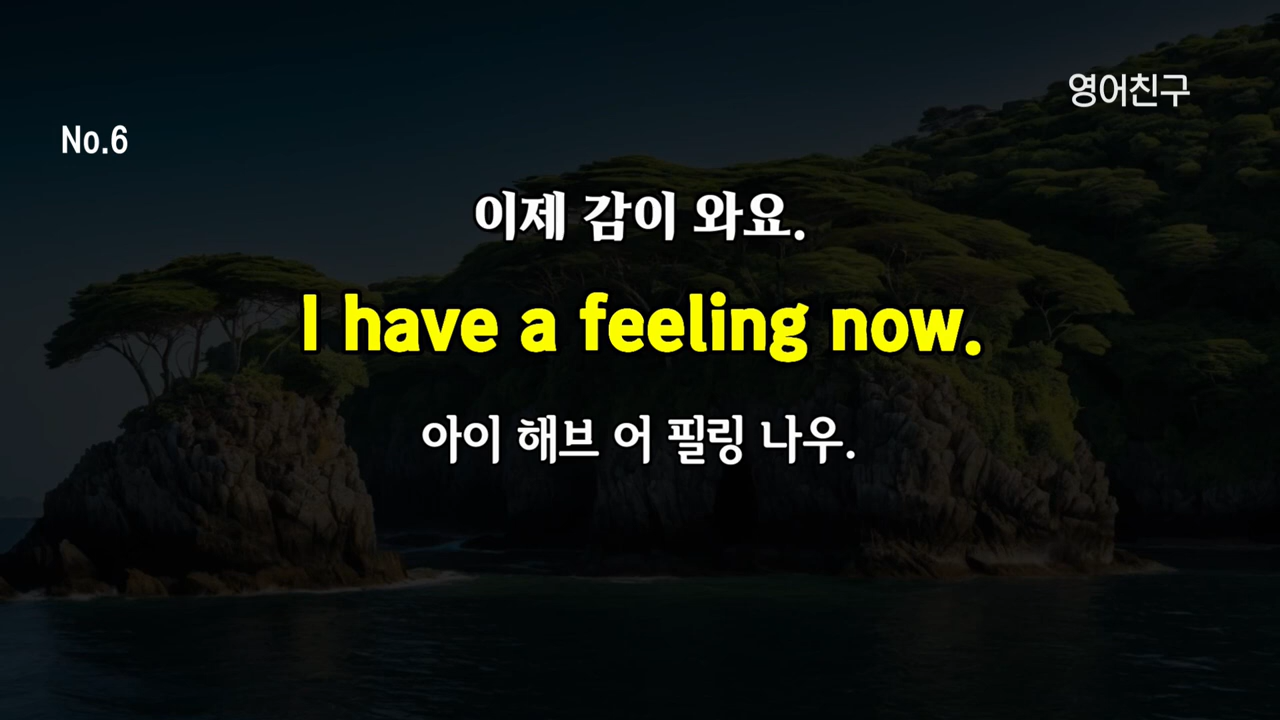 영어친구
No.6
이제 감이 와요.
I have a feeling now.
아이 해브 어 필링 나우.